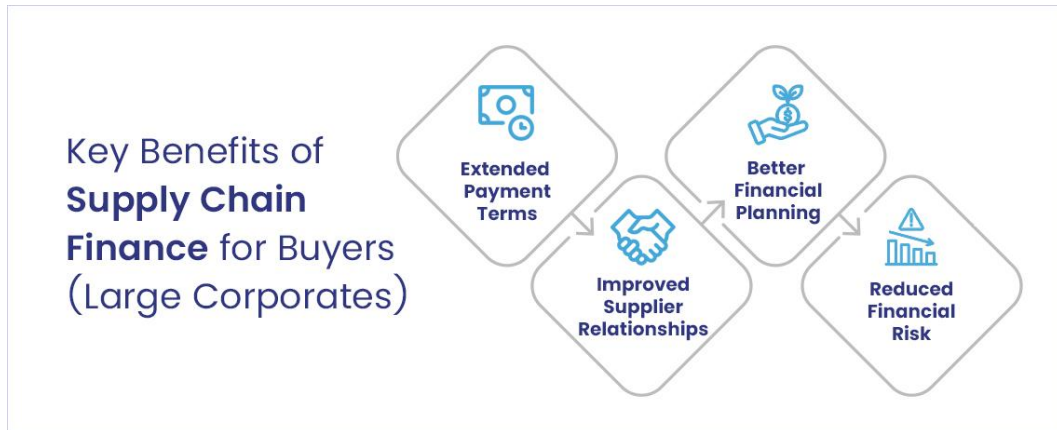 Key Benefits of
Supply Chain
Finance for Buyers
(Large Corporates)
Extended
Payment
Terms
Improved
Supplier
Relationships
Better
Financial
Planning
Reduced
Financial
Risk